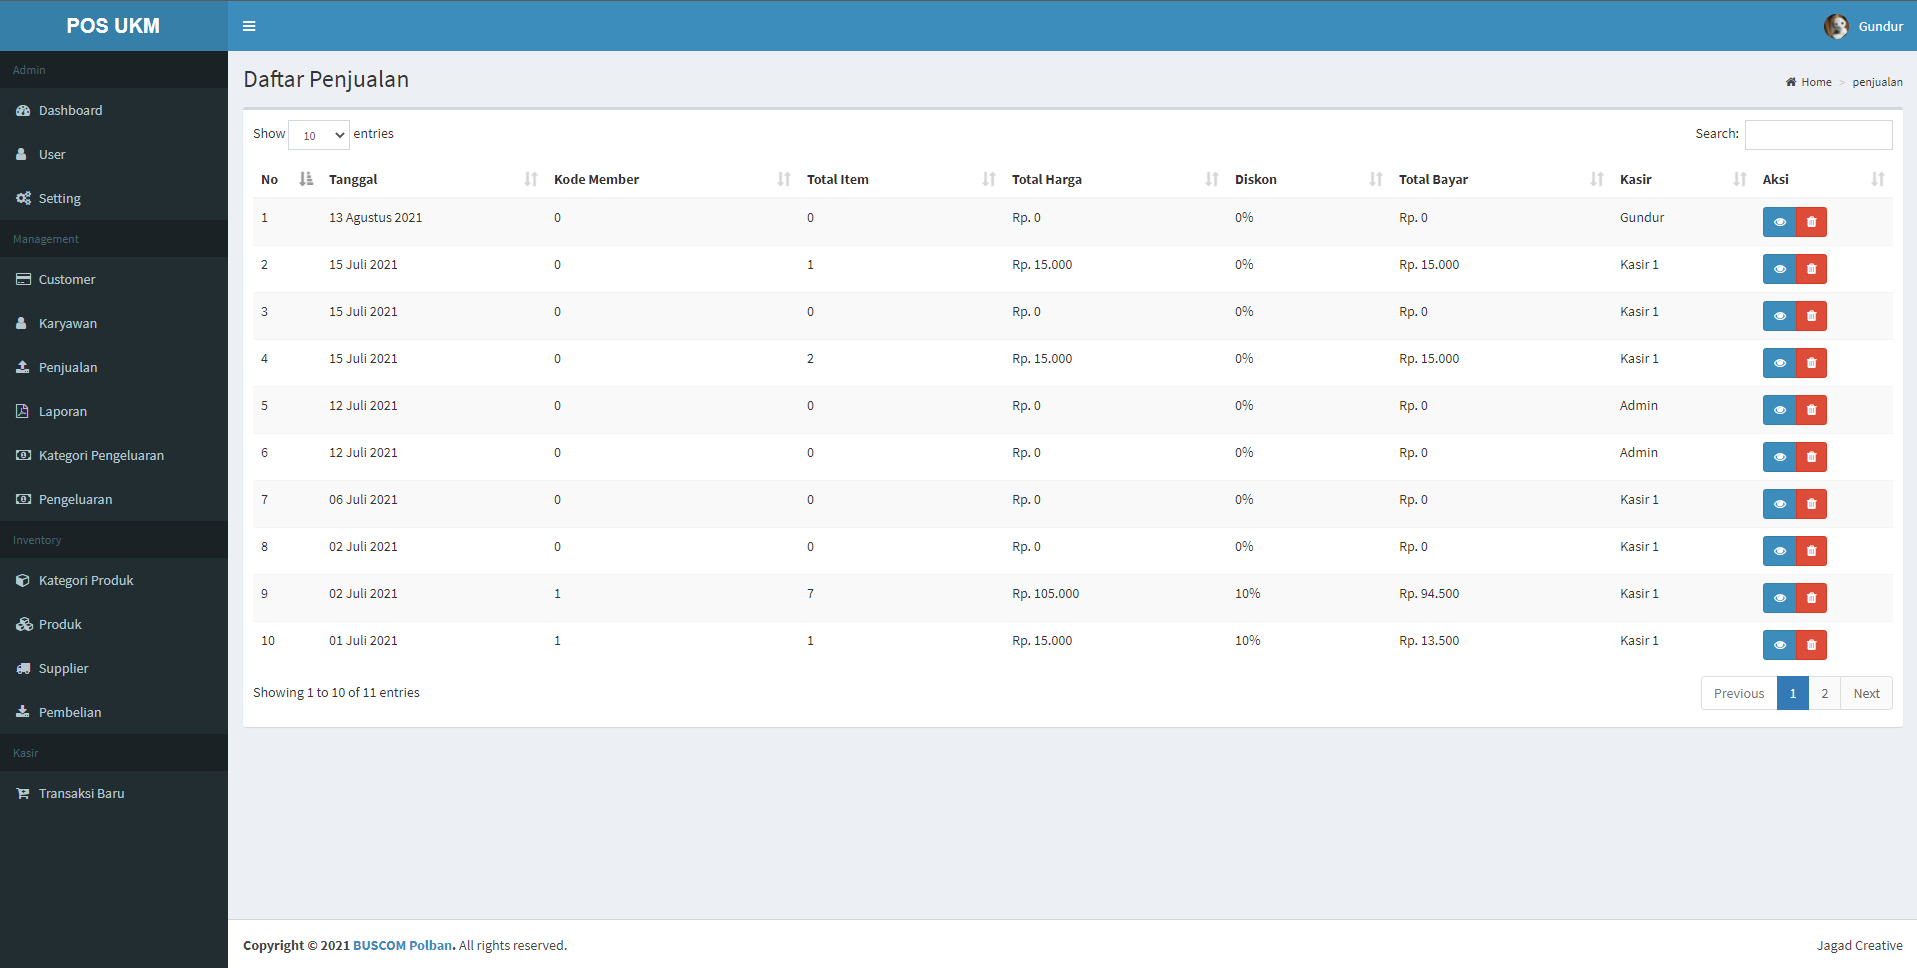 POS UKM
Gundur
Admin
Dashboard
User
Setting
Management
Customer
Karyawan
Penjualan
Laporan
Kategori Pengeluaran
Pengeluaran
Inventory
Kategori Produk
Produk
Supplier
Pembelian
Kasir
Transaksi Baru
Daftar Penjualan
Home > penjualan
Show 10 entries
Search:
No Tanggal Kode Member Total Item Total Harga Diskon Total Bayar Kasir Aksi
1 13 Agustus 2021 0 0 Rp. 0 0% Rp. 0 Gundur
2 15 Juli 2021 0 1 Rp. 15.000 0% Rp. 15.000 Kasir 1
3 15 Juli 2021 0 0 Rp. 0 0% Rp. 0 Kasir 1
4 15 Juli 2021 0 2 Rp. 15.000 0% Rp. 15.000 Kasir 1
5 12 Juli 2021 0 0 Rp. 0 0% Rp. 0 Admin
6 12 Juli 2021 0 0 Rp. 0 0% Rp. 0 Admin
7 06 Juli 2021 0 0 Rp. 0 0% Rp. 0 Kasir 1
8 02 Juli 2021 0 0 Rp. 0 0% Rp. 0 Kasir 1
9 02 Juli 2021 1 7 Rp. 105.000 10% Rp. 94.500 Kasir 1
10 01 Juli 2021 1 1 Rp. 15.000 10% Rp. 13.500 Kasir 1
Showing 1 to 10 of 11 entries
Previous 1 2 Next
Copyright © 2021 BUSCOM Polban. All rights reserved.
Jagad Creative